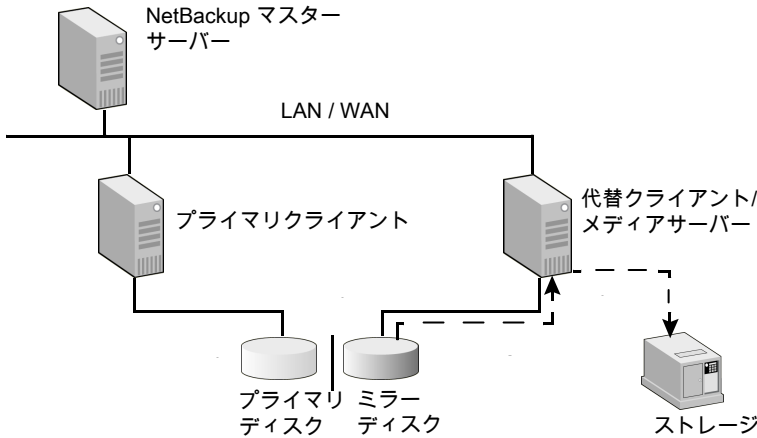 NetBackup マスター
サーバー
LAN / WAN
プライマリクライアント
代替クライアント/
メディアサーバー
プライマリ
ディスク
ミラー
ディスク
ストレージ